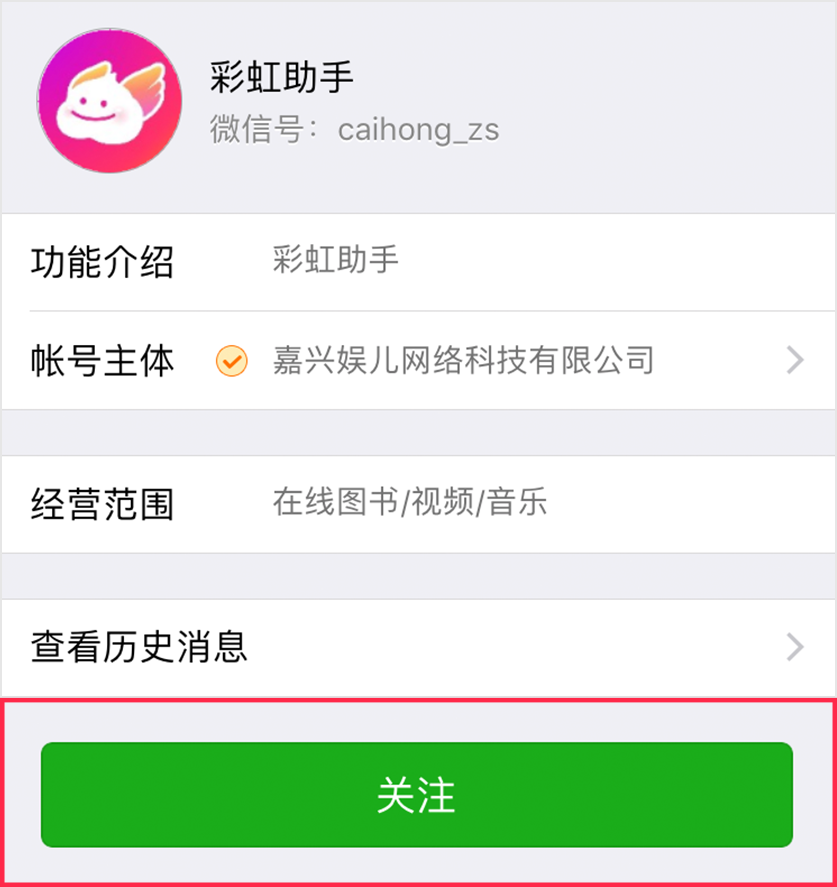 彩虹助手
微信号：caihong_zs
功能介绍 彩虹助手
帐号主体 嘉兴娱儿网络科技有限公司
经营范围 在线图书/视频/音乐
查看历史消息
关注